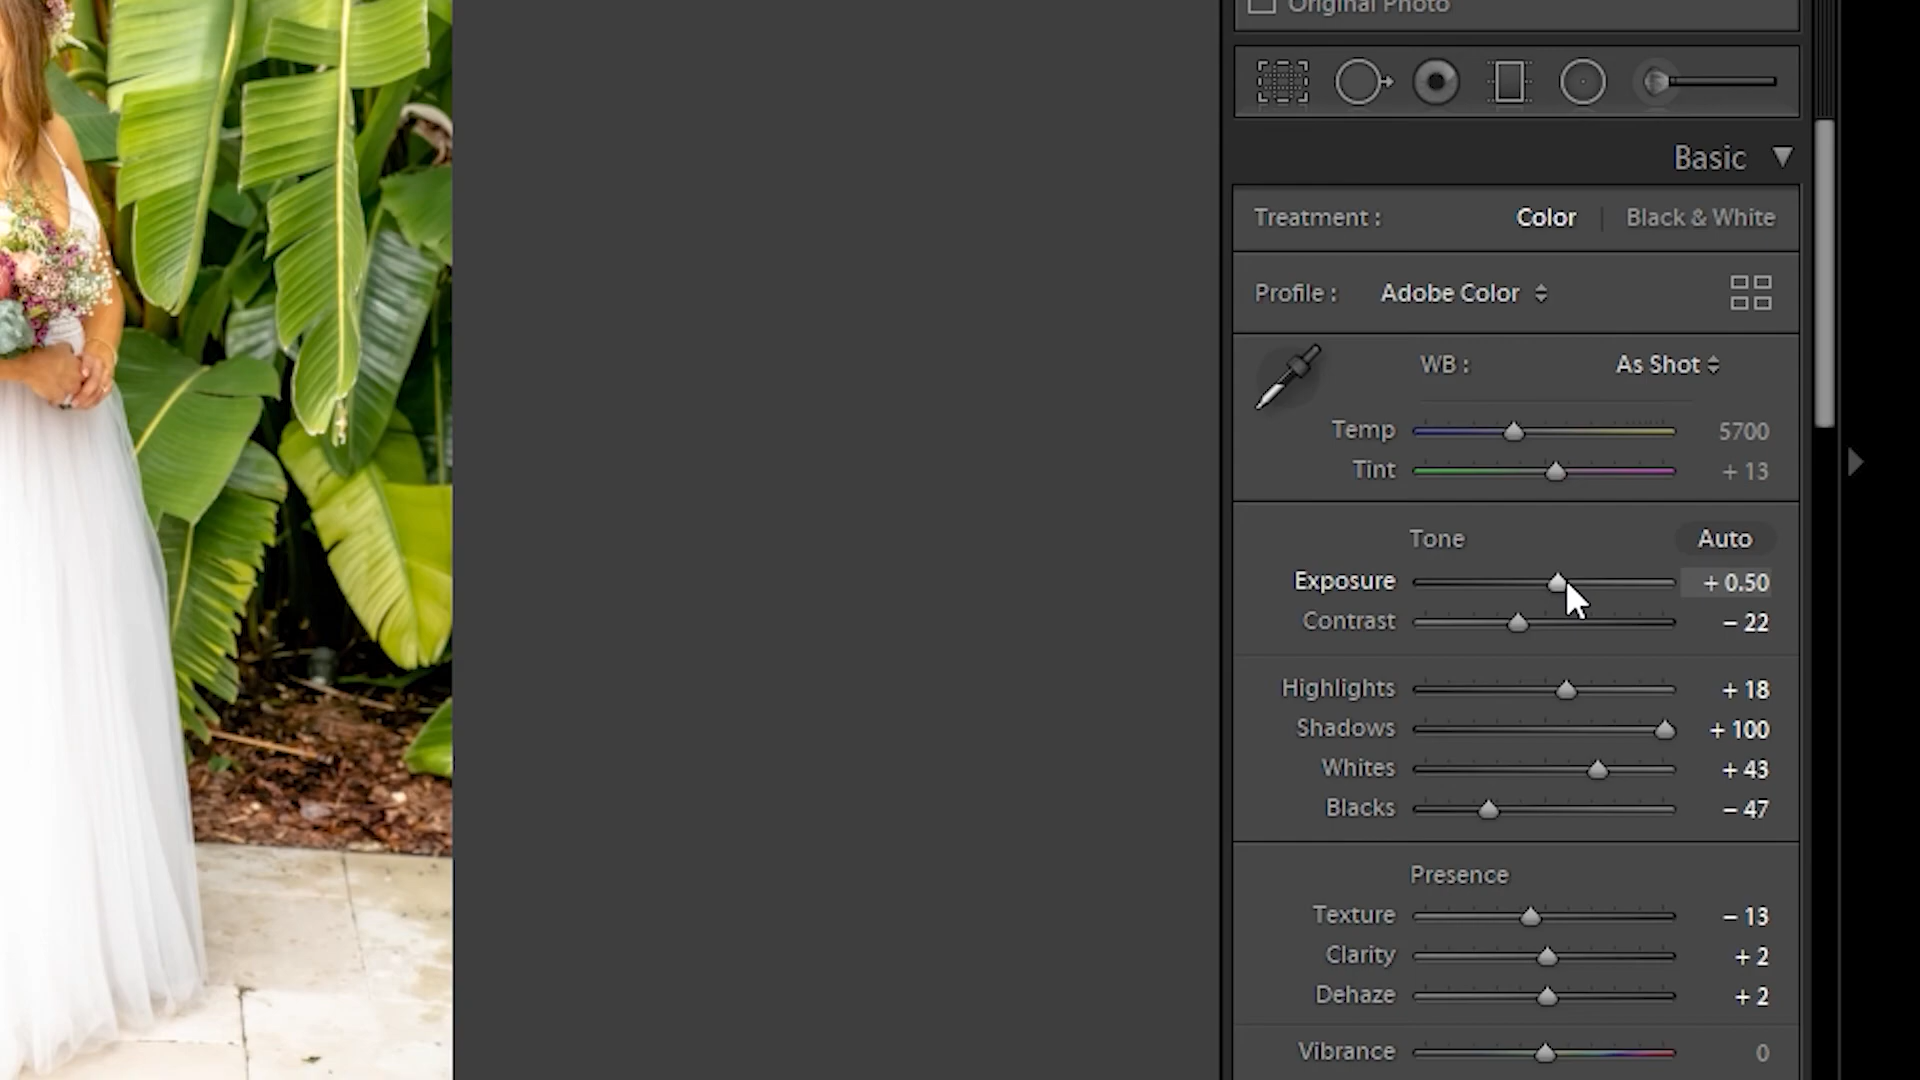 Original Photo
Basic
Treatment : Color Black & White
Profile : Adobe Color
WB : As Shot
Temp 5700
Tint + 13
Tone Auto
Exposure + 0.50
Contrast – 22
Highlights + 18
Shadows + 100
Whites + 43
Blacks – 47
Presence
Texture – 13
Clarity + 2
Dehaze + 2
Vibrance 0